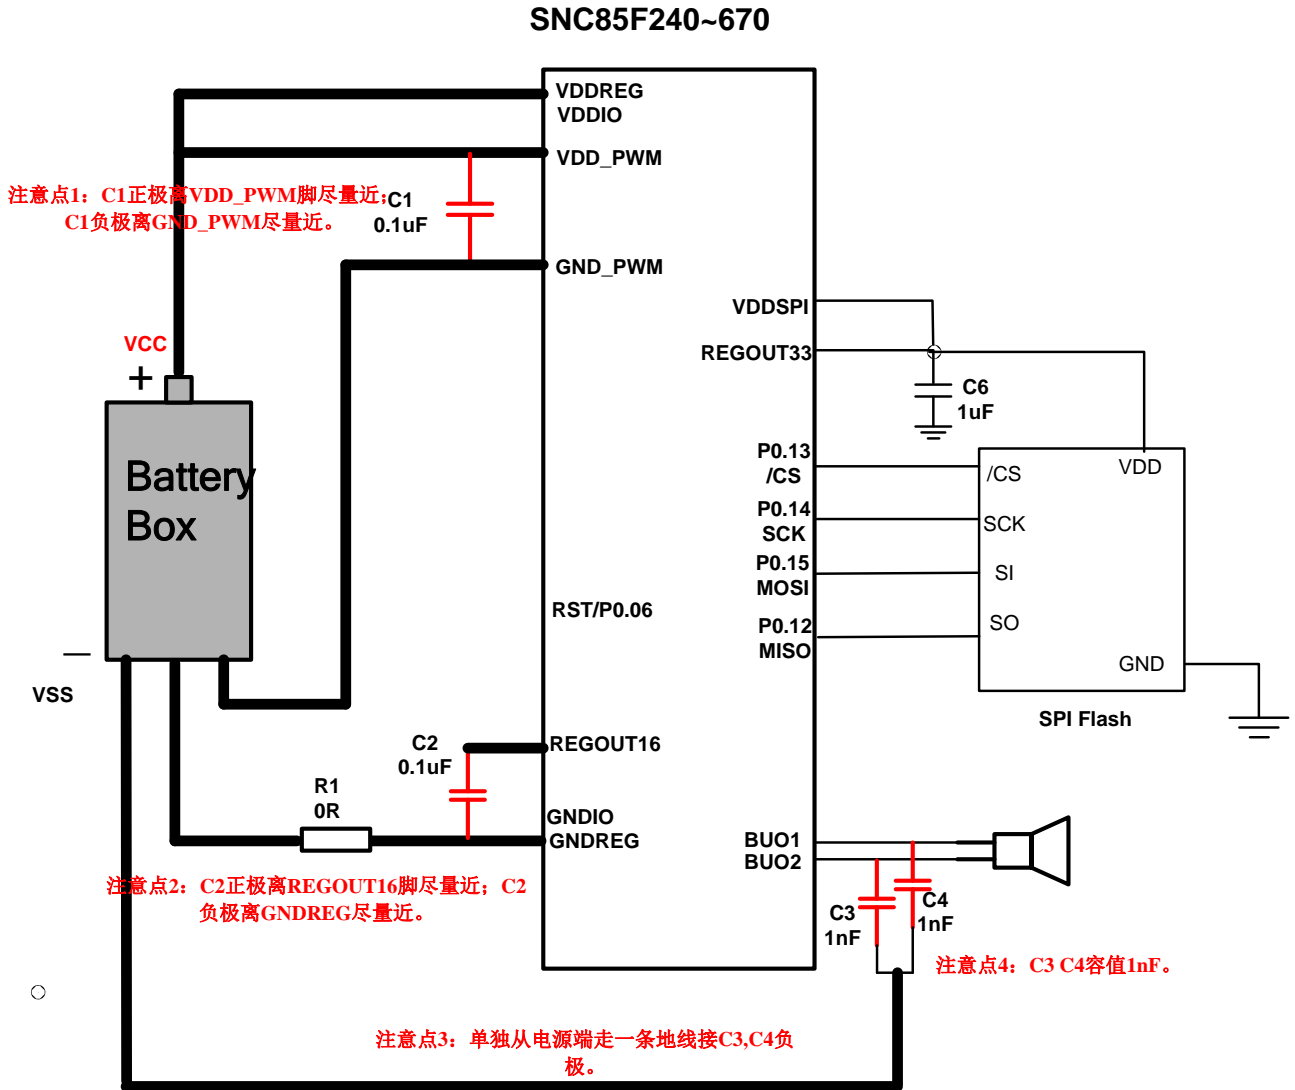 SNC85F240~670
VDDREG
VDDIO
VDD_PWM
注意点1：C1正极离VDD_PWM脚尽量近；
C1负极离GND_PWM尽量近。
C1
0.1uF
GND_PWM
VDDSPI
REGOUT33
VCC
+
C6
1uF
Battery
Box
P0.13
/CS
P0.14
SCK
P0.15
MOSI
P0.12
MISO
/CS
VDD
SCK
SI
SO
GND
SPI Flash
RST/P0.06
—
VSS
C2
0.1uF
REGOUT16
R1
0R
GNDIO
GNDREG
BUO1
BUO2
注意点2：C2正极离REGOUT16脚尽量近；C2
负极离GNDREG尽量近。
C3
1nF
C4
1nF
注意点4：C3 C4容值1nF。
注意点3：单独从电源端走一条地线接C3,C4负
极。